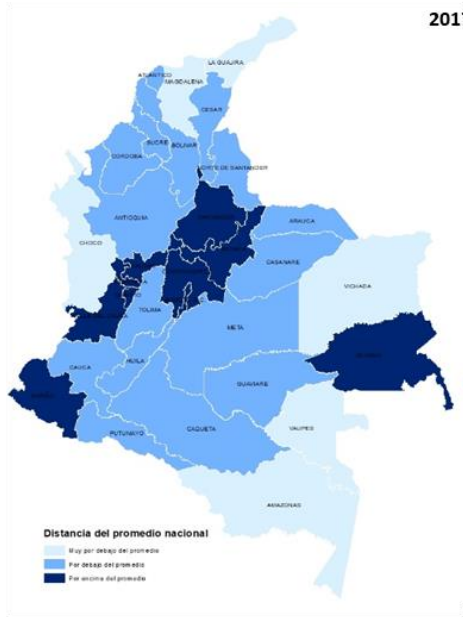 201
LA GUAJIRA
ATLANTICO
MAGDALENA
CESAR
SUCRE
BOLIVAR
CORDOBA
NORTE DE SANTANDER
ANTIOQUIA
ARAUCA
CHOCO
CASANARE
VICHADA
TOLIMA
META
CAUCA
HUILA
GUAVIARE
CAQUETA
PUTUMAYO
VAUPES
AMAZONAS
Distancia del promedio nacional
Muy por debajo del promedio
Por debajo del promedio
Por encima del promedio